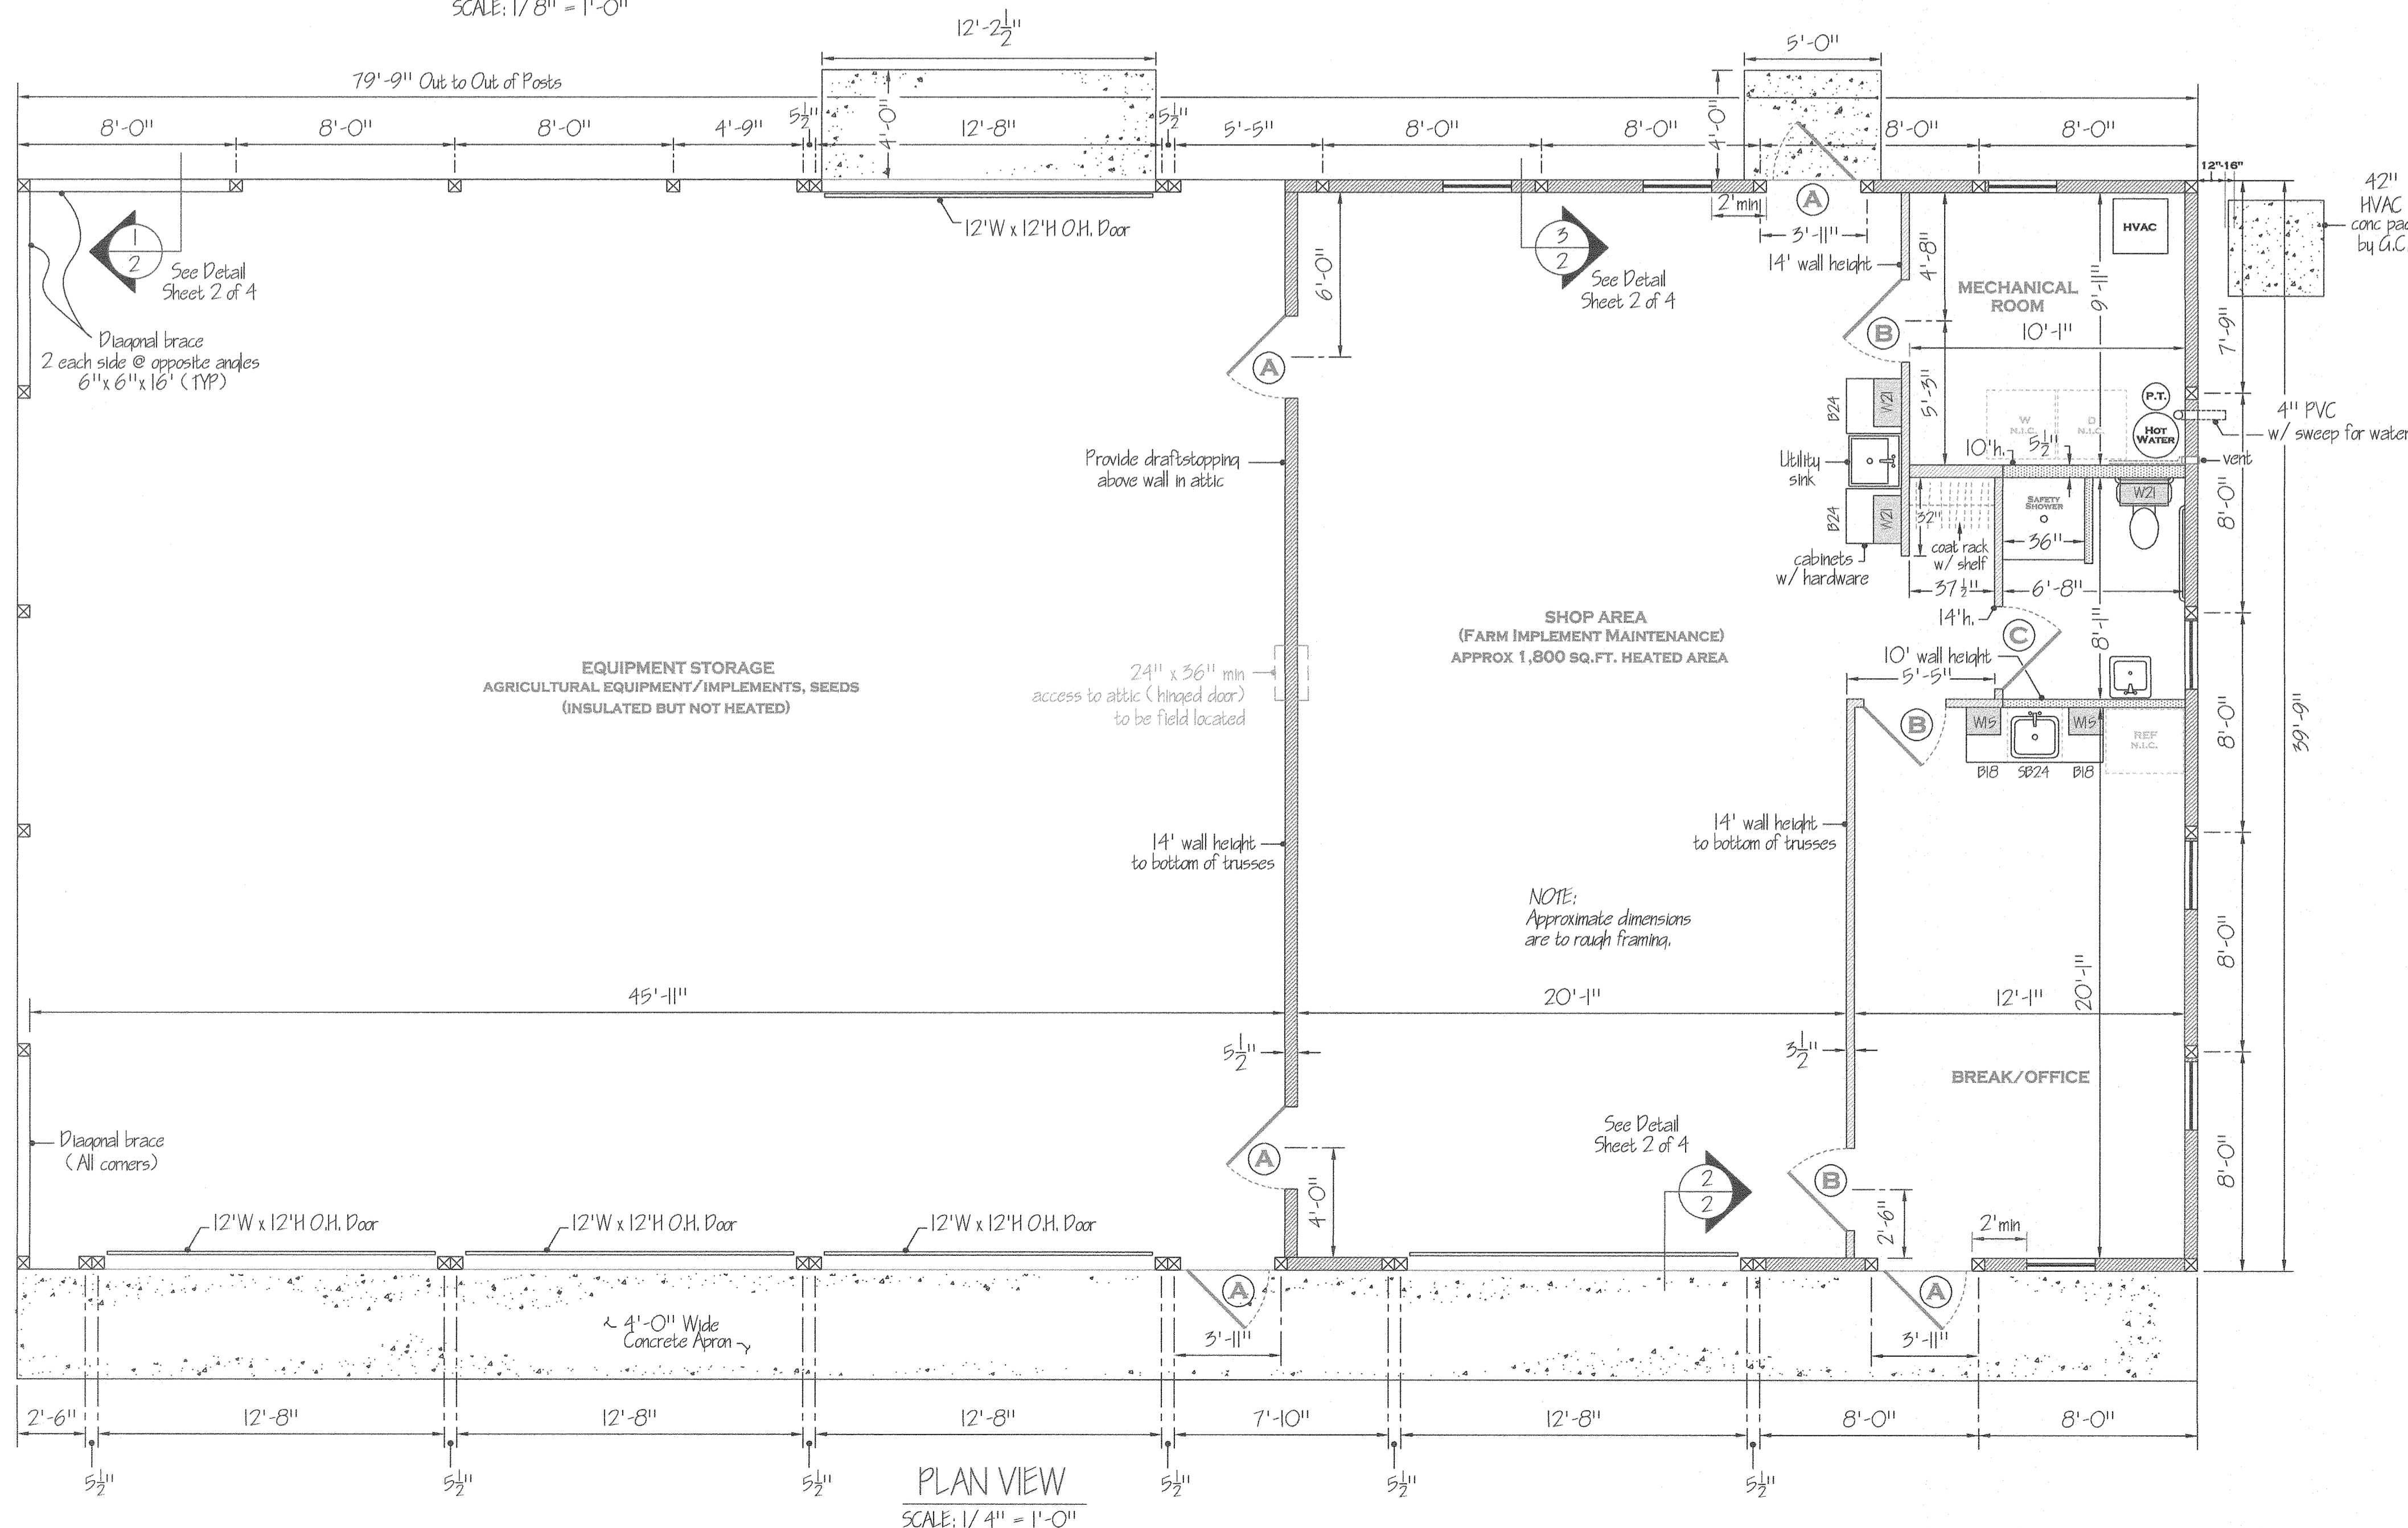 SCALE: 1/8" = 1'-0"
12'-2 1/2"
5'-0"
79'-9" Out to Out of Posts
8'-0"
8'-0"
8'-0"
4'-9"
5 1/2"
4'-0"
12'-8"
5 1/2"
5'-5"
8'-0"
8'-0"
4'-0"
8'-0"
8'-0"
12"-16"
42"
HVAC
by G.C.
12'W x 12'H O.H. Door
1
2
See Detail
Sheet 2 of 4
Diagonal brace
2 each side @ opposite angles
6"x 6"x 16' (TYP)
6'-0"
A
3
2
See Detail
Sheet 2 of 4
2'min
A
3'-11"
14' wall height
4'-8"
B
5'-3"
HVAC
MECHANICAL
ROOM
9'-11"
10'-1"
7'-9"
P.T.
HOT
WATER
W
N.I.C.
D
N.I.C.
4" PVC
w/ sweep for water
vent
10'h.
5 1/2"
B24
W21
Utility
sink
B24
W21
cabinets
w/ hardware
32"
coat rack
w/ shelf
37 1/2"
SAFETY
SHOWER
36"
W21
6'-8"
14'h.
C
8'-1"
8'-0"
10' wall height
5'-5"
Provide draftstopping
above wall in attic
SHOP AREA
(FARM IMPLEMENT MAINTENANCE)
APPROX 1,800 SQ.FT. HEATED AREA
EQUIPMENT STORAGE
AGRICULTURAL EQUIPMENT/IMPLEMENTS, SEEDS
(INSULATED BUT NOT HEATED)
24" x 36" min
access to attic (hinged door)
to be field located
B
W15
W15
REF
N.I.C.
B18
SB24
B18
8'-0"
39'-9"
14' wall height
to bottom of trusses
14' wall height
to bottom of trusses
NOTE:
Approximate dimensions
are to rough framing.
8'-0"
45'-11"
20'-1"
12'-1"
20'-1"
5 1/2"
3 1/2"
BREAK/OFFICE
Diagonal brace
(All corners)
See Detail
Sheet 2 of 4
2
2
A
4'-0"
B
2'-6"
2'min
8'-0"
12'W x 12'H O.H. Door
12'W x 12'H O.H. Door
12'W x 12'H O.H. Door
A
3'-11"
A
3'-11"
4'-0" Wide
Concrete Apron
2'-6"
12'-8"
12'-8"
12'-8"
7'-10"
12'-8"
8'-0"
8'-0"
5 1/2"
5 1/2"
5 1/2"
5 1/2"
5 1/2"
5 1/2"
PLAN VIEW
SCALE: 1/4" = 1'-0"